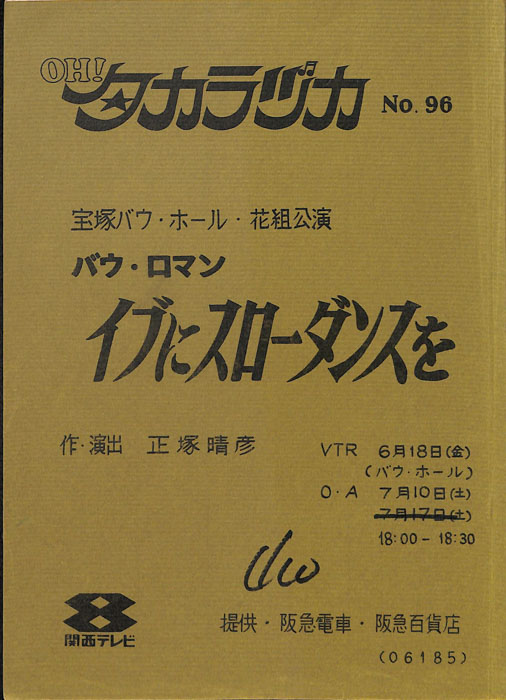 OH!
タカラヅカ No. 96
宝塚バウ・ホール・花組公演
バウ・ロマン
イブにスローダンスを
作・演出 正塚晴彦
VTR 6月18日(金)
(バウ・ホール)
O・A 7月10日(土)
7月17日(土)
18:00 - 18:30
関西テレビ
提供・阪急電車・阪急百貨店
(06185)